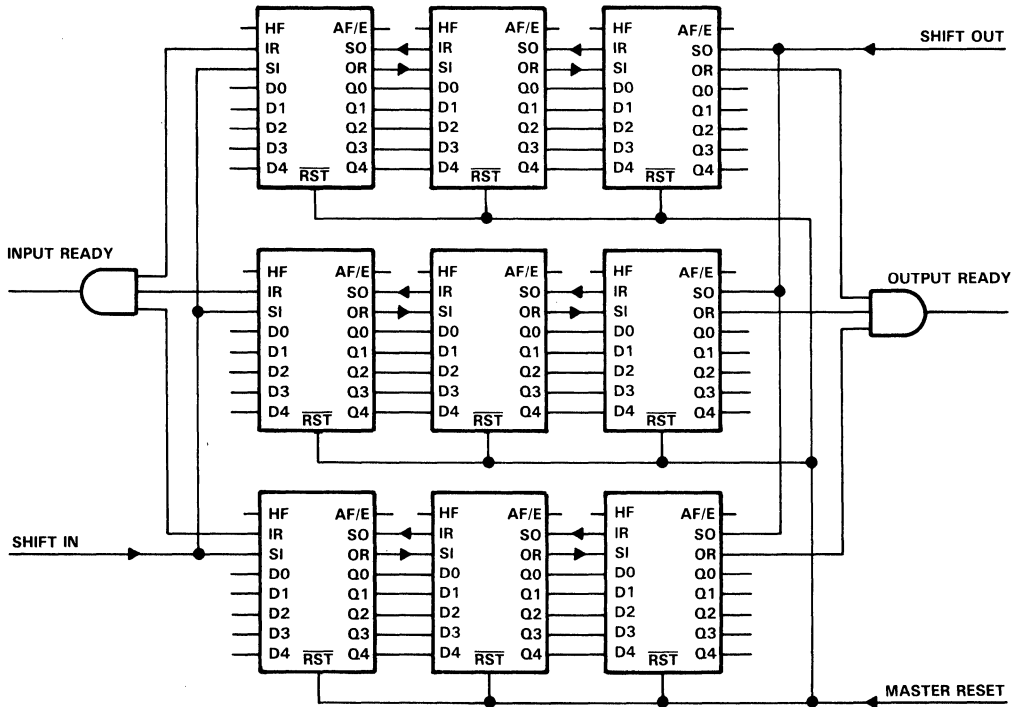 HF AF/E HF AF/E HF AF/E
IR SO IR SO IR SO SHIFT OUT
SI OR SI OR SI OR
D0 Q0 D0 Q0 D0 Q0
D1 Q1 D1 Q1 D1 Q1
D2 Q2 D2 Q2 D2 Q2
D3 Q3 D3 Q3 D3 Q3
D4 Q4 D4 Q4 D4 Q4
RST RST RST
INPUT READY
HF AF/E HF AF/E HF AF/E OUTPUT READY
IR SO IR SO IR SO
SI OR SI OR SI OR
D0 Q0 D0 Q0 D0 Q0
D1 Q1 D1 Q1 D1 Q1
D2 Q2 D2 Q2 D2 Q2
D3 Q3 D3 Q3 D3 Q3
D4 Q4 D4 Q4 D4 Q4
RST RST RST
HF AF/E HF AF/E HF AF/E
IR SO IR SO IR SO
SHIFT IN SI OR SI OR SI OR
D0 Q0 D0 Q0 D0 Q0
D1 Q1 D1 Q1 D1 Q1
D2 Q2 D2 Q2 D2 Q2
D3 Q3 D3 Q3 D3 Q3
D4 Q4 D4 Q4 D4 Q4
RST RST RST
MASTER RESET